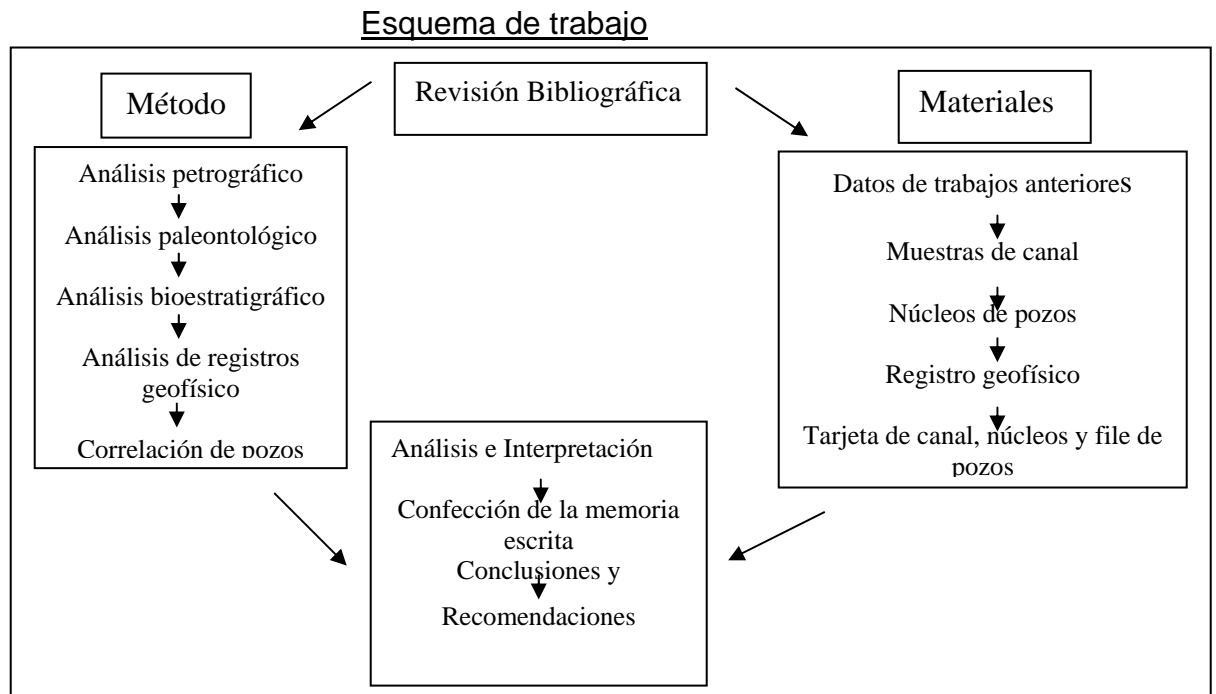 Esquema de trabajo
Revisión Bibliográfica
Método
Análisis petrográfico
Análisis paleontológico
Análisis bioestratigráfico
Análisis de registros
geofísico
Correlación de pozos
Materiales
Datos de trabajos anteriores
Muestras de canal
Núcleos de pozos
Registro geofísico
Tarjeta de canal, núcleos y file de
pozos
Análisis e Interpretación
Confección de la memoria
escrita
Conclusiones y
Recomendaciones